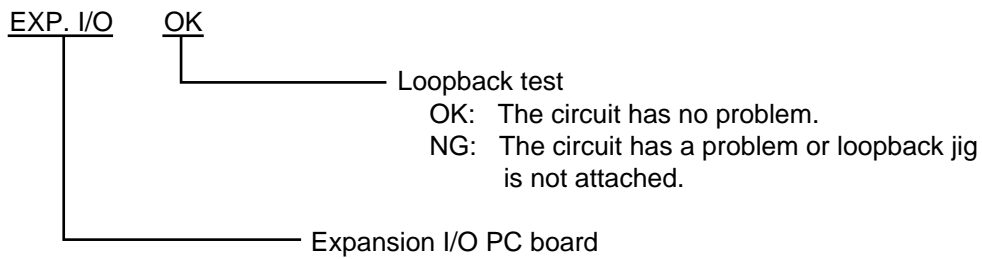 EXP. I/O OK
Loopback test
OK: The circuit has no problem.
NG: The circuit has a problem or loopback jig
is not attached.
Expansion I/O PC board